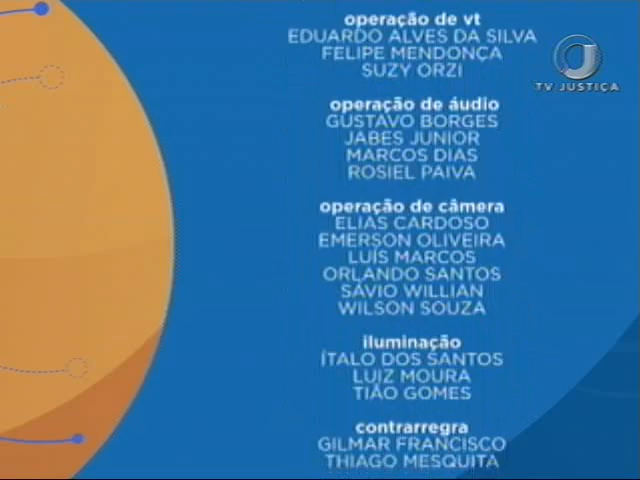 operação de vt
EDUARDO ALVES DA SILVA
FELIPE MENDONÇA
SUZY ORZI
TV JUSTIÇA
operação de áudio
GUSTAVO BORGES
JABES JUNIOR
MARCOS DIAS
ROSIEL PAIVA
operação de câmera
ELIAS CARDOSO
EMERSON OLIVEIRA
LUÍS MARCOS
ORLANDO SANTOS
SÁVIO WILLIAN
WILSON SOUZA
iluminação
ÍTALO DOS SANTOS
LUIZ MOURA
TIÃO GOMES
contrarregra
GILMAR FRANCISCO
THIAGO MESQUITA